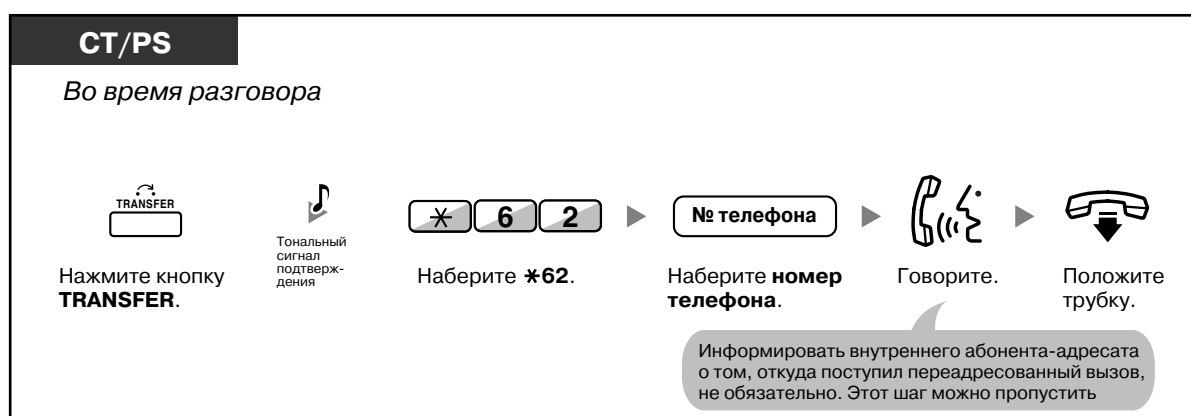 CT/PS
Во время разговора
TRANSFER
Тональный
сигнал
подтверж-
дения
* 6 2
№ телефона
Нажмите кнопку
TRANSFER.
Наберите *62.
Наберите номер
телефона.
Говорите.
Положите
трубку.
Информировать внутреннего абонента-адресата
о том, откуда поступил переадресованный вызов,
не обязательно. Этот шаг можно пропустить